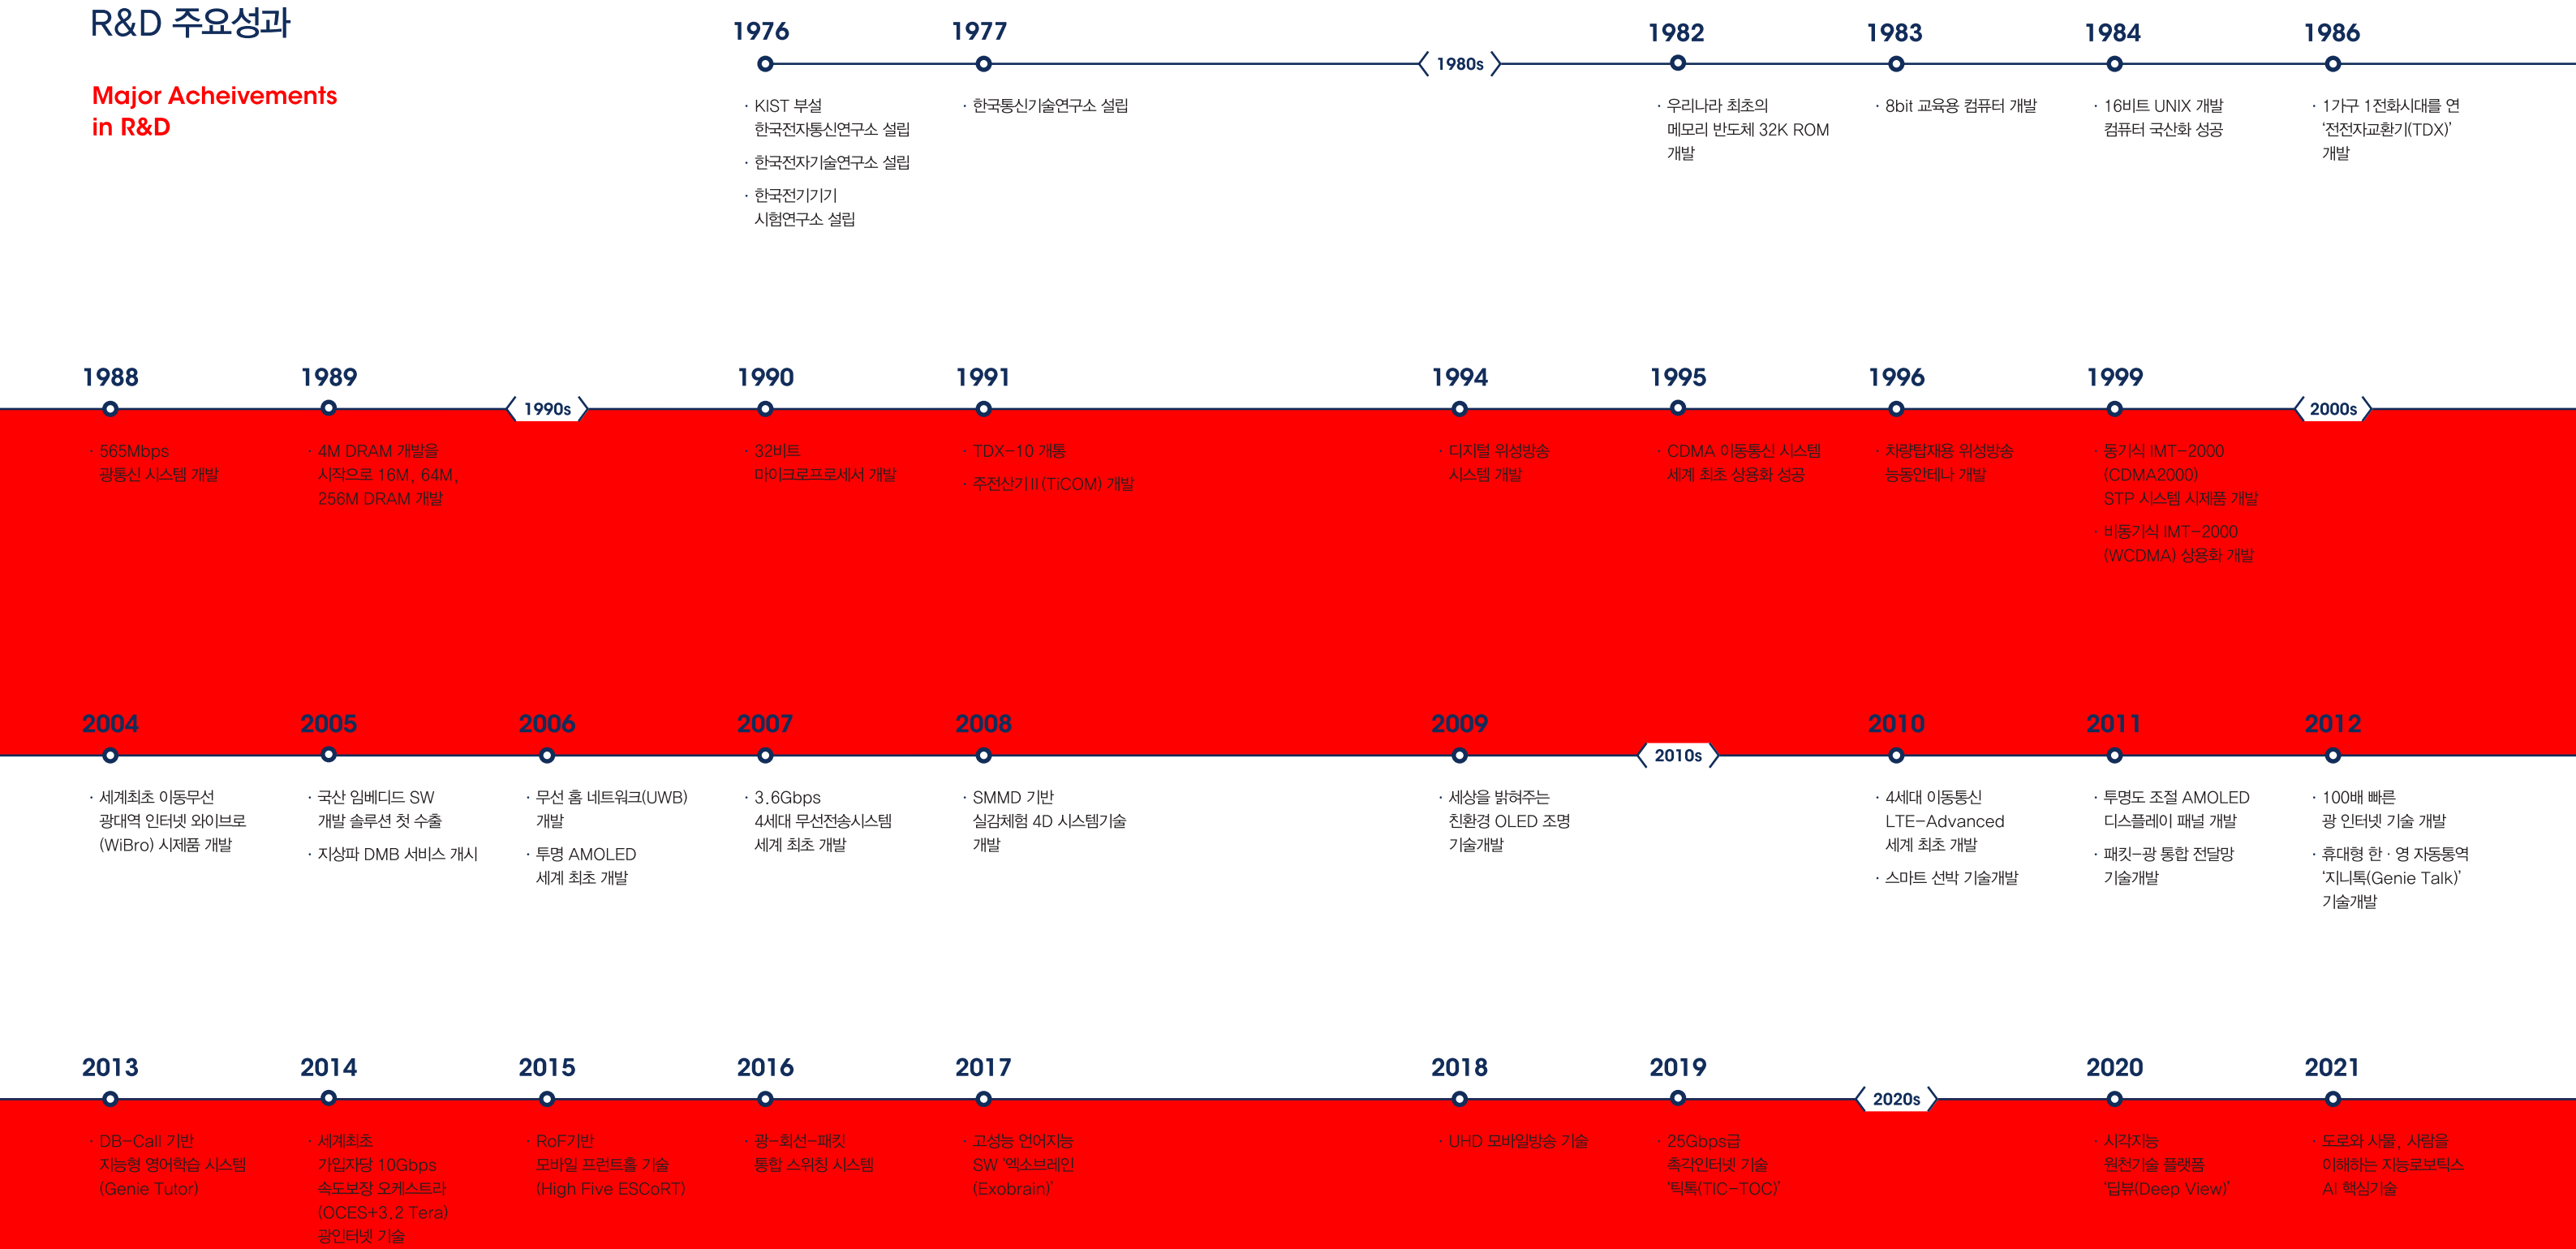 R&D 주요성과
Major Acheivements
in R&D
1976
· KIST 부설
한국전자통신연구소 설립
· 한국전자기술연구소 설립
· 한국전기기기
시험연구소 설립
1977
· 한국통신기술연구소 설립
1980s
1982
· 우리나라 최초의
메모리 반도체 32K ROM
개발
1983
· 8bit 교육용 컴퓨터 개발
1984
· 16비트 UNIX 개발
컴퓨터 국산화 성공
1986
· 1가구 1전화시대를 연
‘전전자교환기(TDX)’
개발
1988
· 565Mbps
광통신 시스템 개발
1989
· 4M DRAM 개발을
시작으로 16M, 64M,
256M DRAM 개발
1990s
1990
· 32비트
마이크로프로세서 개발
1991
· TDX-10 개통
· 주전산기Ⅱ(TiCOM) 개발
1994
· 디지털 위성방송
시스템 개발
1995
· CDMA 이동통신 시스템
세계 최초 상용화 성공
1996
· 차량탑재용 위성방송
능동안테나 개발
1999
· 동기식 IMT-2000
(CDMA2000)
STP 시스템 시제품 개발
· 비동기식 IMT-2000
(WCDMA) 상용화 개발
2000s
2004
· 세계최초 이동무선
광대역 인터넷 와이브로
(WiBro) 시제품 개발
2005
· 국산 임베디드 SW
개발 솔루션 첫 수출
· 지상파 DMB 서비스 개시
2006
· 무선 홈 네트워크(UWB)
개발
· 투명 AMOLED
세계 최초 개발
2007
· 3.6Gbps
4세대 무선전송시스템
세계 최초 개발
2008
· SMMD 기반
실감체험 4D 시스템기술
개발
2009
· 세상을 밝혀주는
친환경 OLED 조명
기술개발
2010s
2010
· 4세대 이동통신
LTE-Advanced
세계 최초 개발
· 스마트 선박 기술개발
2011
· 투명도 조절 AMOLED
디스플레이 패널 개발
· 패킷-광 통합 전달망
기술개발
2012
· 100배 빠른
광 인터넷 기술 개발
· 휴대형 한·영 자동통역
‘지니톡(Genie Talk)’
기술개발
2013
· DB-Call 기반
지능형 영어학습 시스템
(Genie Tutor)
2014
· 세계최초
가입자당 10Gbps
속도보장 오케스트라
(OCES+3.2 Tera)
광인터넷 기술
2015
· RoF기반
모바일 프런트홀 기술
(High Five ESCoRT)
2016
· 광-회선-패킷
통합 스위칭 시스템
2017
· 고성능 언어지능
SW ‘엑소브레인
(Exobrain)’
2018
· UHD 모바일방송 기술
2019
· 25Gbps급
촉각인터넷 기술
‘틱톡(TIC-TOC)’
2020s
2020
· 시각지능
원천기술 플랫폼
‘딥뷰(Deep View)’
2021
· 도로와 사물, 사람을
이해하는 지능로보틱스
AI 핵심기술